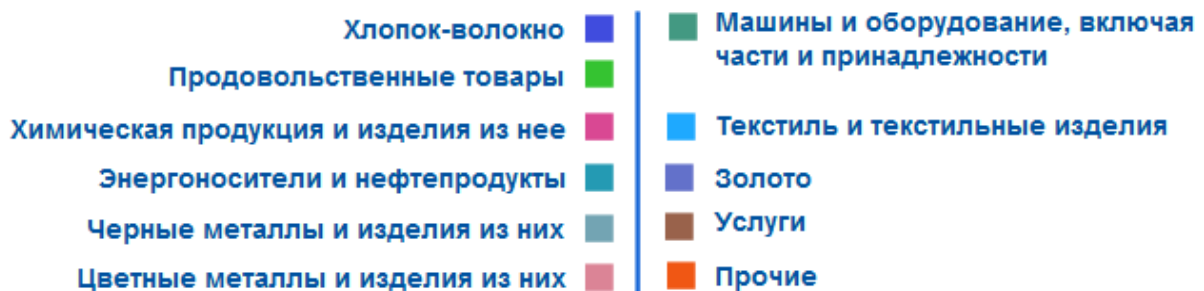 Хлопок-волокно
Продовольственные товары
Химическая продукция и изделия из нее
Энергоносители и нефтепродукты
Черные металлы и изделия из них
Цветные металлы и изделия из них
Машины и оборудование, включая
части и принадлежности
Текстиль и текстильные изделия
Золото
Услуги
Прочие